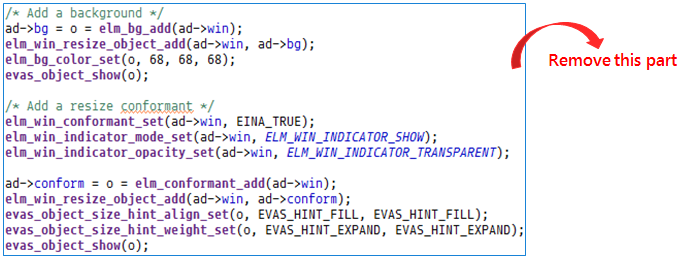 /* Add a background */
ad->bg = o = elm_bg_add(ad->win);
elm_win_resize_object_add(ad->win, ad->bg);
elm_bg_color_set(o, 68, 68, 68);
evas_object_show(o);

/* Add a resize conformant */
elm_win_conformant_set(ad->win, EINA_TRUE);
elm_win_indicator_mode_set(ad->win, ELM_WIN_INDICATOR_SHOW);
elm_win_indicator_opacity_set(ad->win, ELM_WIN_INDICATOR_TRANSPARENT);

ad->conform = o = elm_conformant_add(ad->win);
elm_win_resize_object_add(ad->win, ad->conform);
evas_object_size_hint_align_set(o, EVAS_HINT_FILL, EVAS_HINT_FILL);
evas_object_size_hint_weight_set(o, EVAS_HINT_EXPAND, EVAS_HINT_EXPAND);
evas_object_show(o);
Remove this part